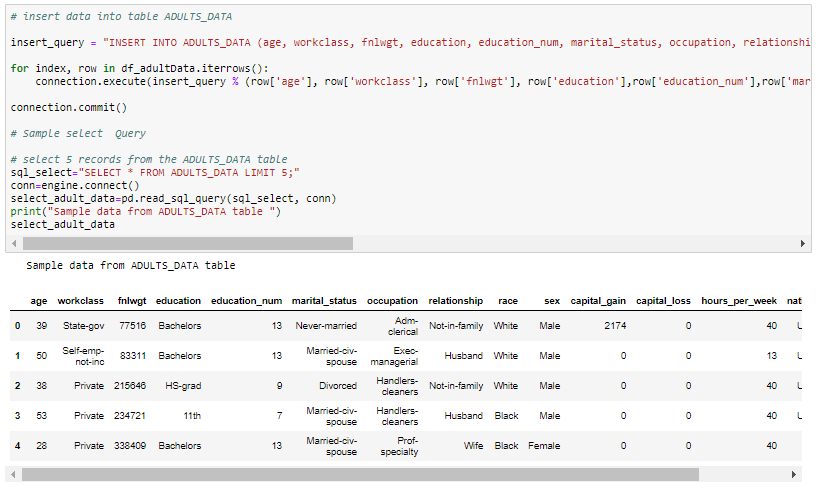 # insert data into table ADULTS_DATA
insert_query = "INSERT INTO ADULTS_DATA (age, workclass, fnlwgt, education, education_num, marital_status, occupation, relationshi
for index, row in df_adultData.iterrows():
connection.execute(insert_query % (row['age'], row['workclass'], row['fnlwgt'], row['education'],row['education_num'],row['mar
connection.commit()
# Sample select  Query
# select 5 records from the ADULTS_DATA table
sql_select="SELECT * FROM ADULTS_DATA LIMIT 5;"
conn=engine.connect()
select_adult_data=pd.read_sql_query(sql_select, conn)
print("Sample data from ADULTS_DATA table ")
select_adult_data
Sample data from ADULTS_DATA table
age workclass fnlwgt education education_num marital_status occupation relationship race sex capital_gain capital_loss hours_per_week nat
0 39 State-gov 77516 Bachelors 13 Never-married Adm-clerical Not-in-family White Male 2174 0 40 U
1 50 Self-emp-not-inc 83311 Bachelors 13 Married-civ-spouse Exec-managerial Husband White Male 0 0 13 U
2 38 Private 215646 HS-grad 9 Divorced Handlers-cleaners Not-in-family White Male 0 0 40 U
3 53 Private 234721 11th 7 Married-civ-spouse Handlers-cleaners Husband Black Male 0 0 40 U
4 28 Private 338409 Bachelors 13 Married-civ-spouse Prof-specialty Wife Black Female 0 0 40